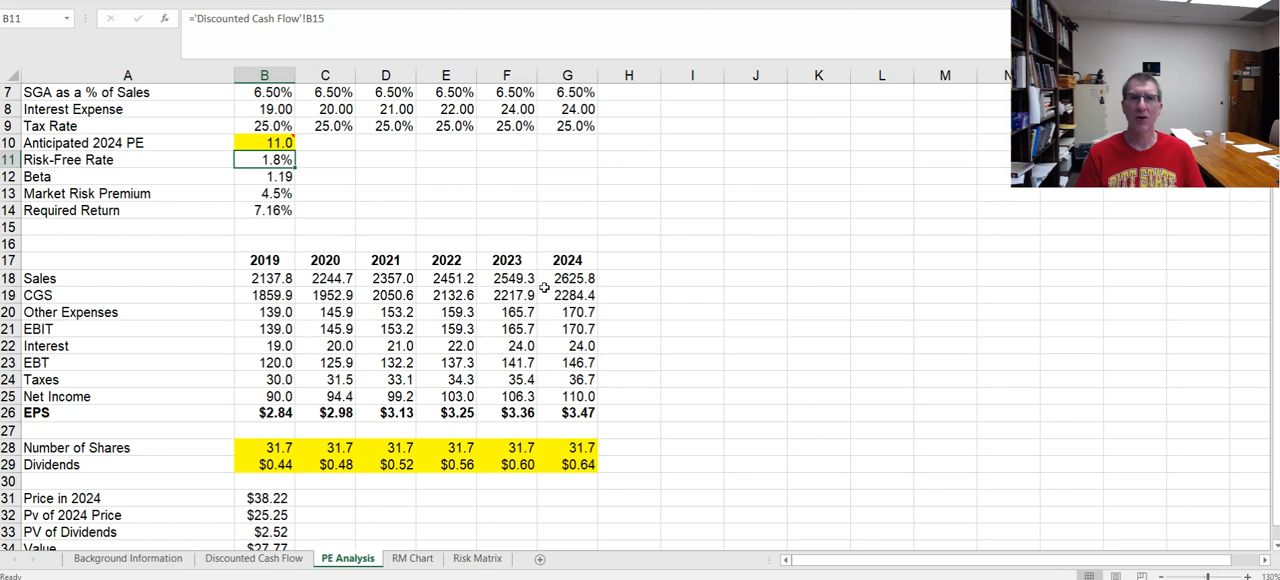 B11 fx ='Discounted Cash Flow'!B15
A B C D E F G H I J K L M N
7 SGA as a % of Sales 6.50% 6.50% 6.50% 6.50% 6.50% 6.50%
8 Interest Expense 19.00 20.00 21.00 22.00 24.00 24.00
9 Tax Rate 25.0% 25.0% 25.0% 25.0% 25.0% 25.0%
10 Anticipated 2024 PE 11.0
11 Risk-Free Rate 1.8%
12 Beta 1.19
13 Market Risk Premium 4.5%
14 Required Return 7.16%
15
16
17 2019 2020 2021 2022 2023 2024
18 Sales 2137.8 2244.7 2357.0 2451.2 2549.3 2625.8
19 CGS 1859.9 1952.9 2050.6 2132.6 2217.9 2284.4
20 Other Expenses 139.0 145.9 153.2 159.3 165.7 170.7
21 EBIT 139.0 145.9 153.2 159.3 165.7 170.7
22 Interest 19.0 20.0 21.0 22.0 24.0 24.0
23 EBT 120.0 125.9 132.2 137.3 141.7 146.7
24 Taxes 30.0 31.5 33.1 34.3 35.4 36.7
25 Net Income 90.0 94.4 99.2 103.0 106.3 110.0
26 EPS $2.84 $2.98 $3.13 $3.25 $3.36 $3.47
27
28 Number of Shares 31.7 31.7 31.7 31.7 31.7 31.7
29 Dividends $0.44 $0.48 $0.52 $0.56 $0.60 $0.64
30
31 Price in 2024 $38.22
32 Pv of 2024 Price $25.25
33 PV of Dividends $2.52
34 Value $27.77
Background Information Discounted Cash Flow PE Analysis RM Chart Risk Matrix
Ready 130%
PITT STATE